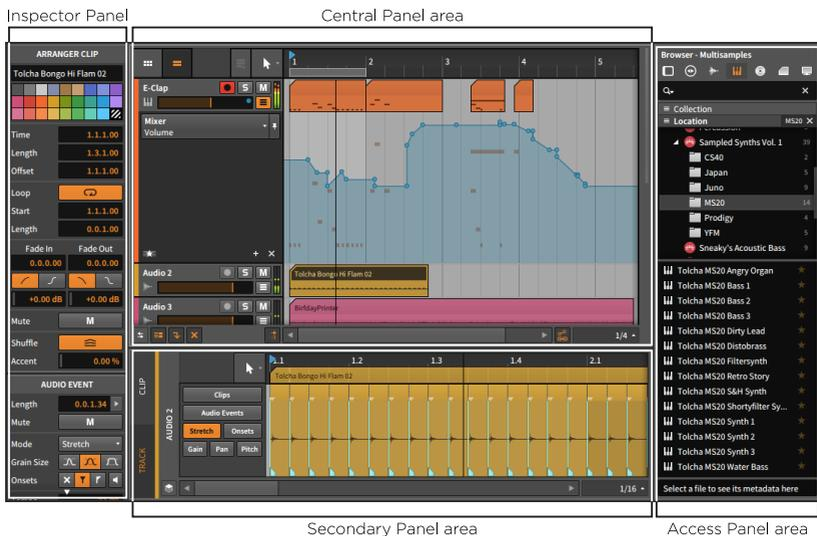 Inspector Panel
Central Panel area
ARRANGER CLIP
Tolcha Bongo Hi Flam 02
Time 1.1.1.00
Length 1.3.1.00
Offset 1.1.1.00
Loop
Start 1.1.1.00
Length 0.0.1.00
Fade In Fade Out
0.0.0.00 0.0.0.00
+0.00 dB +0.00 dB
Mute M
Shuffle
Accent 0.00 %
AUDIO EVENT
Length 0.0.1.34
Mute M
Mode Stretch
Grain Size
Onsets
1 2 3 4 5
E-Clap S M
Mixer
Volume
Audio 2 S M
Tolcha Bongo Hi Flam 02
Audio 3 S M
BirfdayPrinter
1/4
CLIP
TRACK
AUDIO 2
1.1 1.2 1.3 1.4 2.1
Tolcha Bongo Hi Flam 02
Clips
Audio Events
Stretch Onsets
Gain Pan Pitch
1/16
Browser - Multisamples
Collection
Location MS20
Sampled Synths Vol. 1 39
CS40 2
Japan 5
Juno 9
MS20 14
Prodigy 4
YFM 5
Sneaky's Acoustic Bass 9
Tolcha MS20 Angry Organ
Tolcha MS20 Bass 1
Tolcha MS20 Bass 2
Tolcha MS20 Bass 3
Tolcha MS20 Dirty Lead
Tolcha MS20 Distobrass
Tolcha MS20 Filtersynth
Tolcha MS20 Retro Story
Tolcha MS20 S&H Synth
Tolcha MS20 Shortyfilter Sy...
Tolcha MS20 Synth 1
Tolcha MS20 Synth 2
Tolcha MS20 Synth 3
Tolcha MS20 Water Bass
Select a file to see its metadata here
Secondary Panel area
Access Panel area